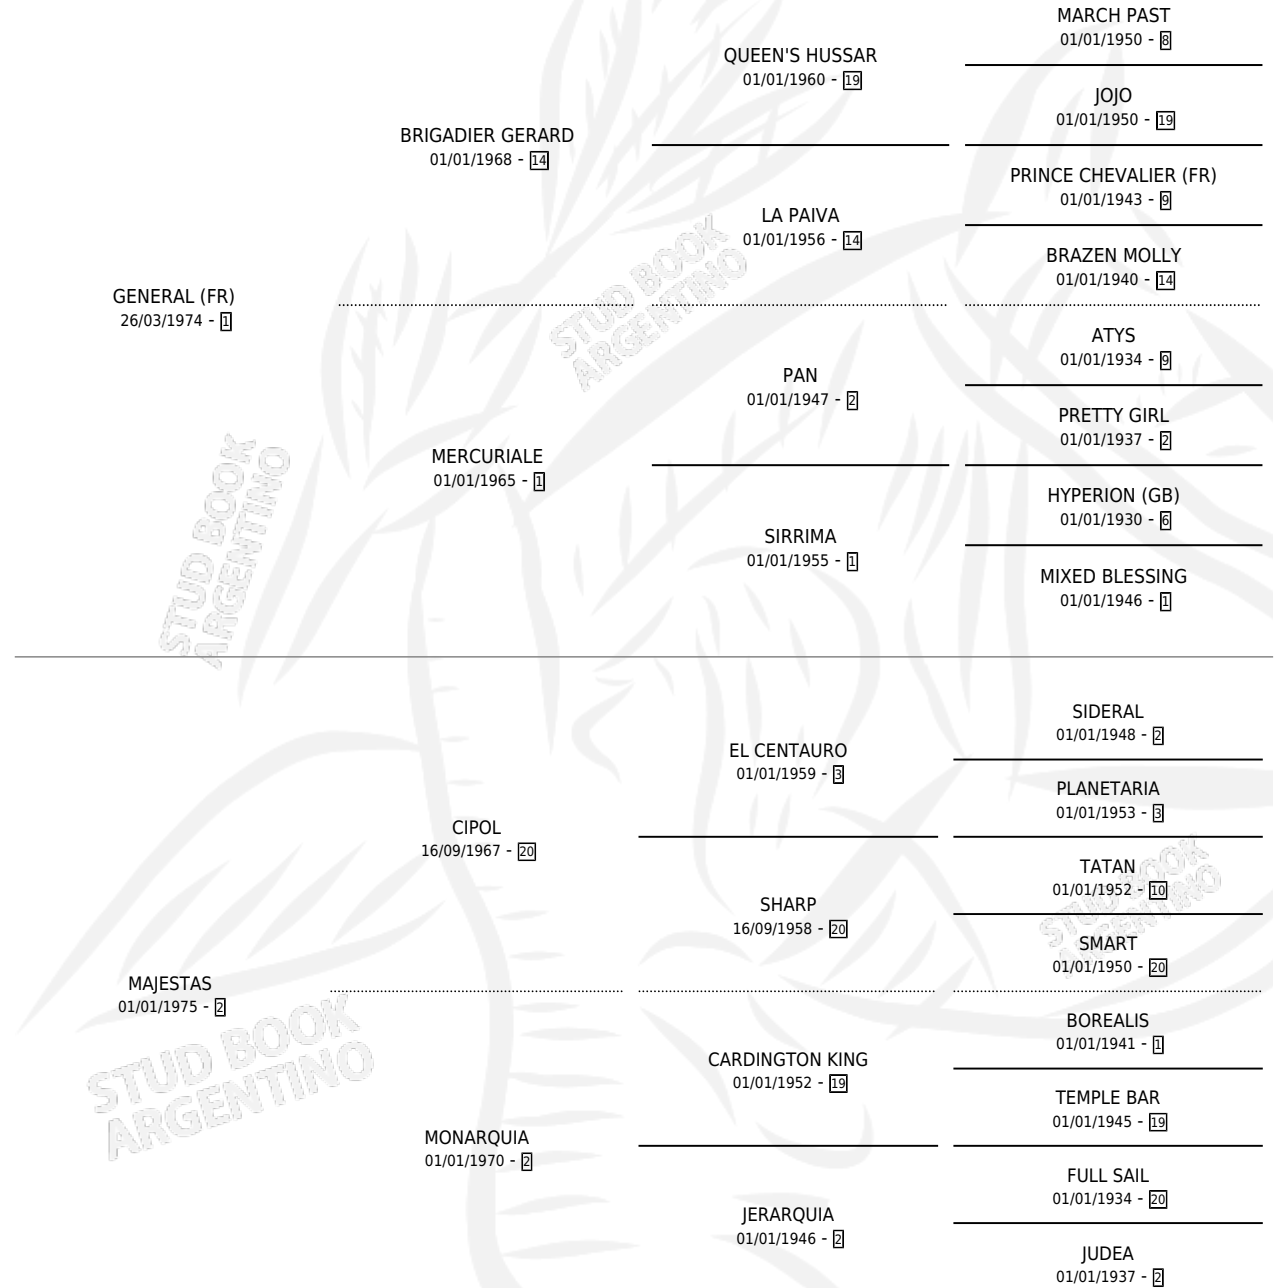 MARCH PAST
01/01/1950 - 8
QUEEN'S HUSSAR
01/01/1960 - 19
JOJO
01/01/1950 - 19
BRIGADIER GERARD
01/01/1968 - 14
PRINCE CHEVALIER (FR)
01/01/1943 - 9
LA PAIVA
01/01/1956 - 14
BRAZEN MOLLY
01/01/1940 - 14
STUD BOOK
ARGENTINO
GENERAL (FR)
26/03/1974 - 1
ATYS
01/01/1934 - 9
PAN
01/01/1947 - 2
PRETTY GIRL
01/01/1937 - 2
MERCURIALE
01/01/1965 - 1
HYPERION (GB)
01/01/1930 - 6
SIRRIMA
01/01/1955 - 1
MIXED BLESSING
01/01/1946 - 1
STUD BOOK
ARGENTINO
SIDERAL
01/01/1948 - 2
EL CENTAURO
01/01/1959 - 3
PLANETARIA
01/01/1953 - 3
CIPOL
16/09/1967 - 20
TATAN
01/01/1952 - 10
SHARP
16/09/1958 - 20
SMART
01/01/1950 - 20
STUD BOOK
ARGENTINO
MAJESTAS
01/01/1975 - 2
BOREALIS
01/01/1941 - 1
CARDINGTON KING
01/01/1952 - 19
TEMPLE BAR
01/01/1945 - 19
STUD BOOK
ARGENTINO
MONARQUIA
01/01/1970 - 2
FULL SAIL
01/01/1934 - 20
JERARQUIA
01/01/1946 - 2
JUDEA
01/01/1937 - 2